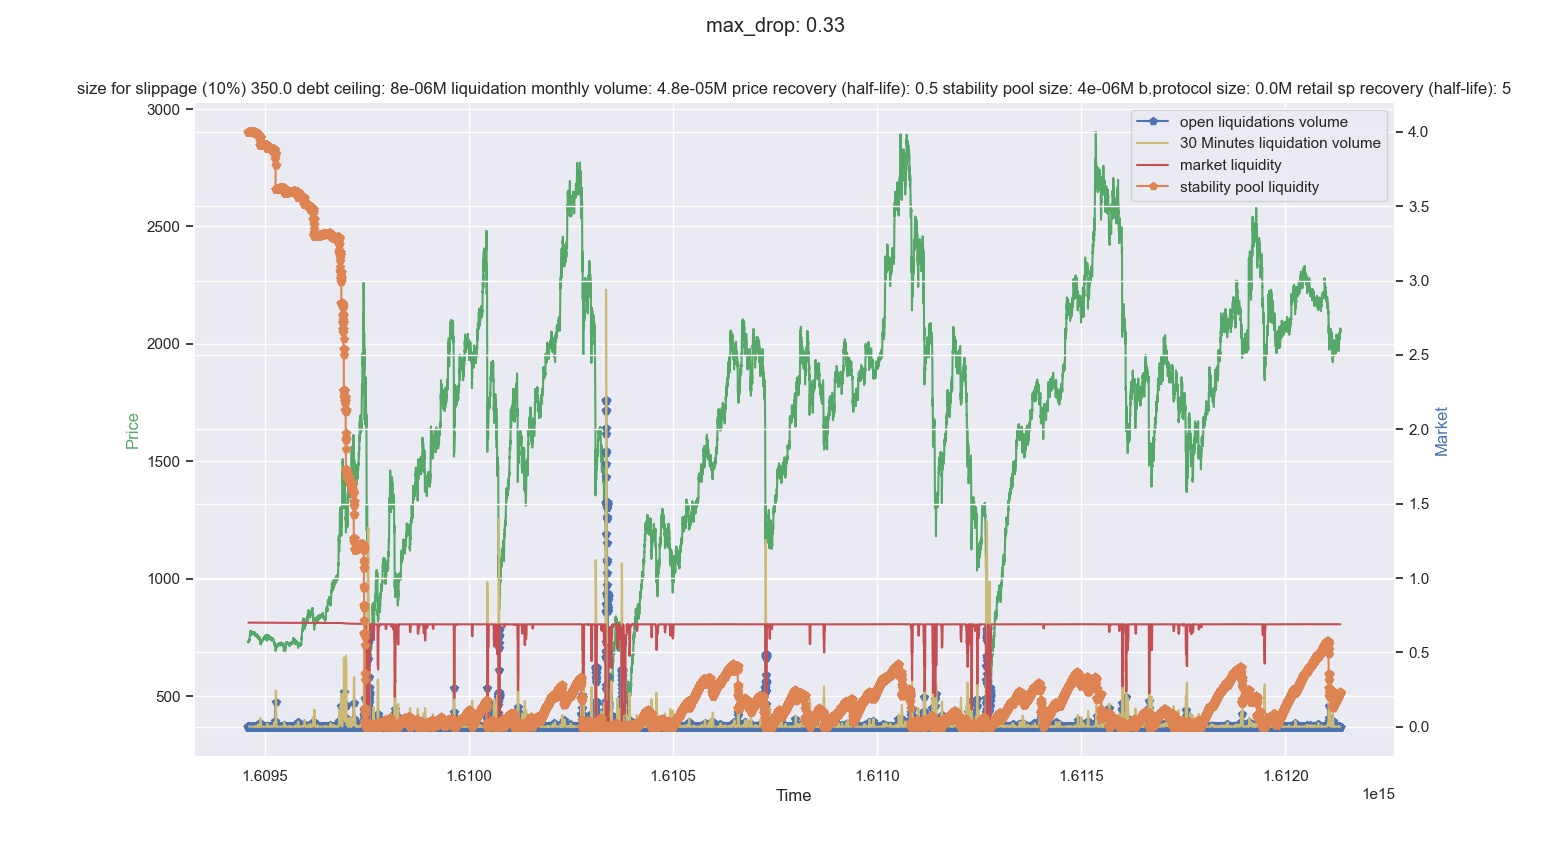 max_drop: 0.33
size for slippage (10%) 350.0 debt ceiling: 8e-06M liquidation monthly volume: 4.8e-05M price recovery (half-life): 0.5 stability pool size: 4e-06M b.protocol size: 0.0M retail sp recovery (half-life): 5
open liquidations volume
30 Minutes liquidation volume
market liquidity
stability pool liquidity
3000
2500
2000
1500
1000
500
Price
4.0
3.5
3.0
2.5
2.0
1.5
1.0
0.5
0.0
Market
1.6095 1.6100 1.6105 1.6110 1.6115 1.6120
1e15
Time